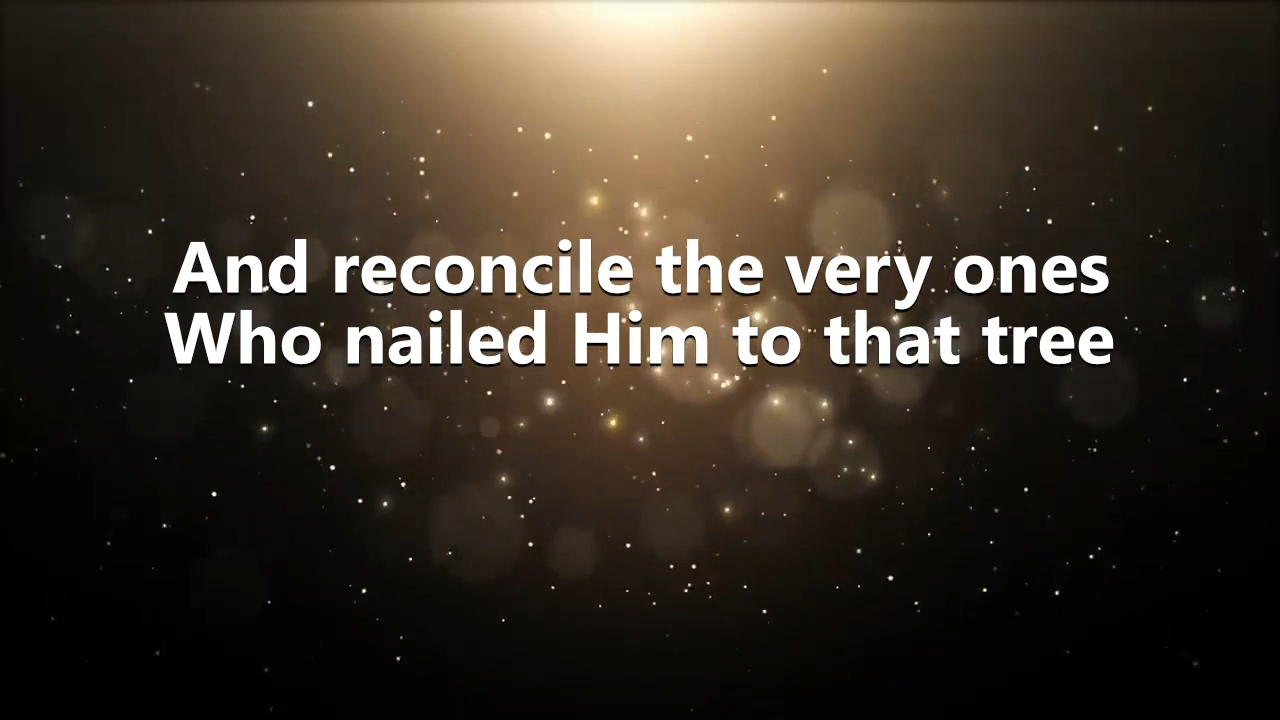 And reconcile the very ones
Who nailed Him to that tree